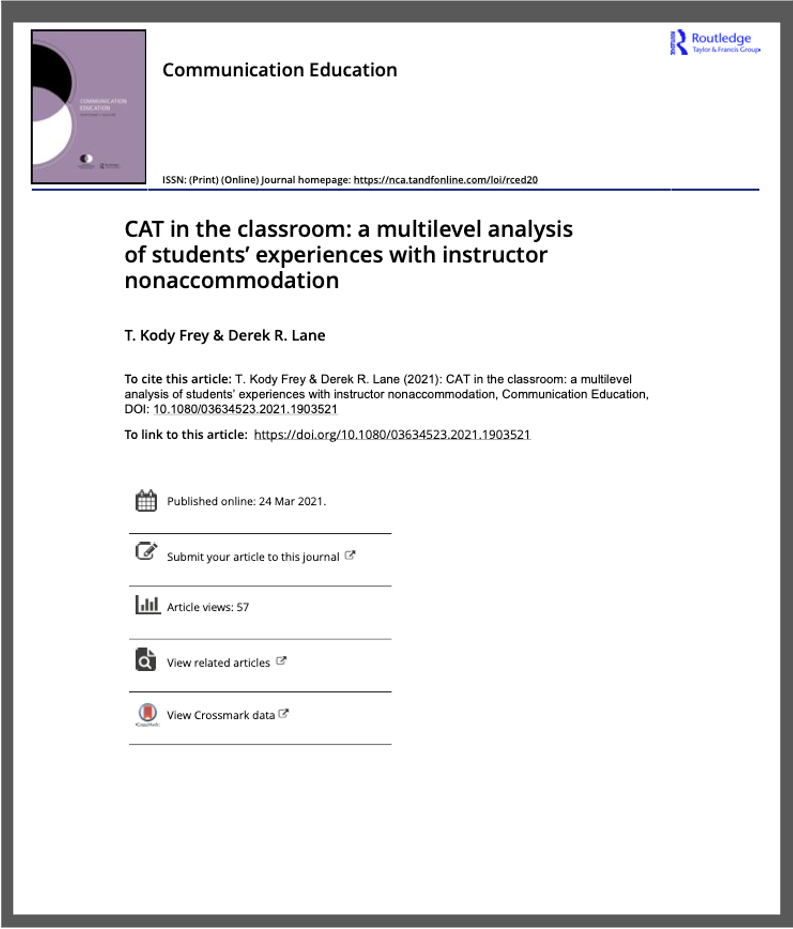 Routledge
Taylor & Francis Group
Communication Education
COMMUNICATION
EDUCATION
ISSN: (Print) (Online) Journal homepage: https://nca.tandfonline.com/loi/rced20
CAT in the classroom: a multilevel analysis
of students’ experiences with instructor
nonaccommodation
T. Kody Frey & Derek R. Lane
To cite this article: T. Kody Frey & Derek R. Lane (2021): CAT in the classroom: a multilevel
analysis of students’ experiences with instructor nonaccommodation, Communication Education,
DOI: 10.1080/03634523.2021.1903521
To link to this article: https://doi.org/10.1080/03634523.2021.1903521
Published online: 24 Mar 2021.
Submit your article to this journal
Article views: 57
View related articles
View Crossmark data
CrossMark